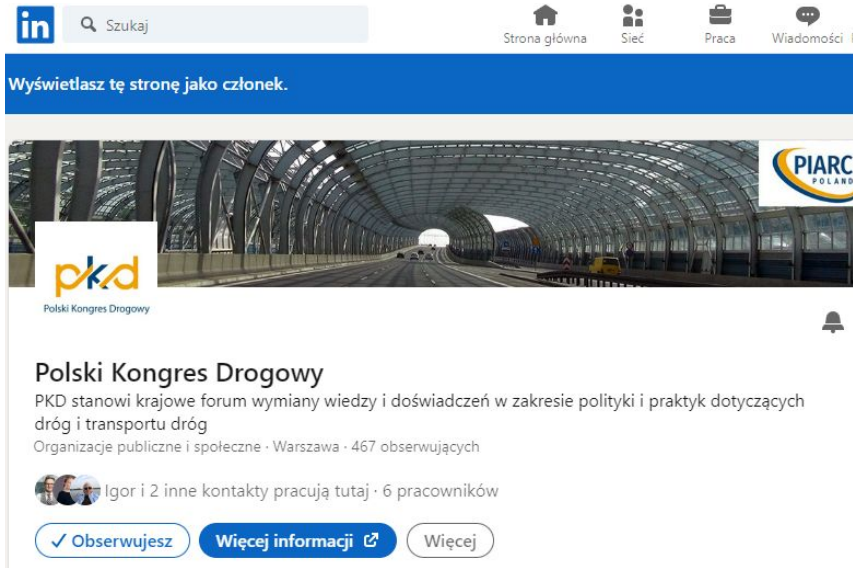 in
Szukaj
Strona główna
Sieć
Praca
Wiadomości
Wyświetlasz tę stronę jako członek.
PIARC
POLAND
pkd
Polski Kongres Drogowy
Polski Kongres Drogowy
PKD stanowi krajowe forum wymiany wiedzy i doświadczeń w zakresie polityki i praktyk dotyczących
dróg i transportu dróg
Organizacje publiczne i społeczne · Warszawa · 467 obserwujących
Igor i 2 inne kontakty pracują tutaj · 6 pracowników
✓ Obserwujesz
Więcej informacji
Więcej